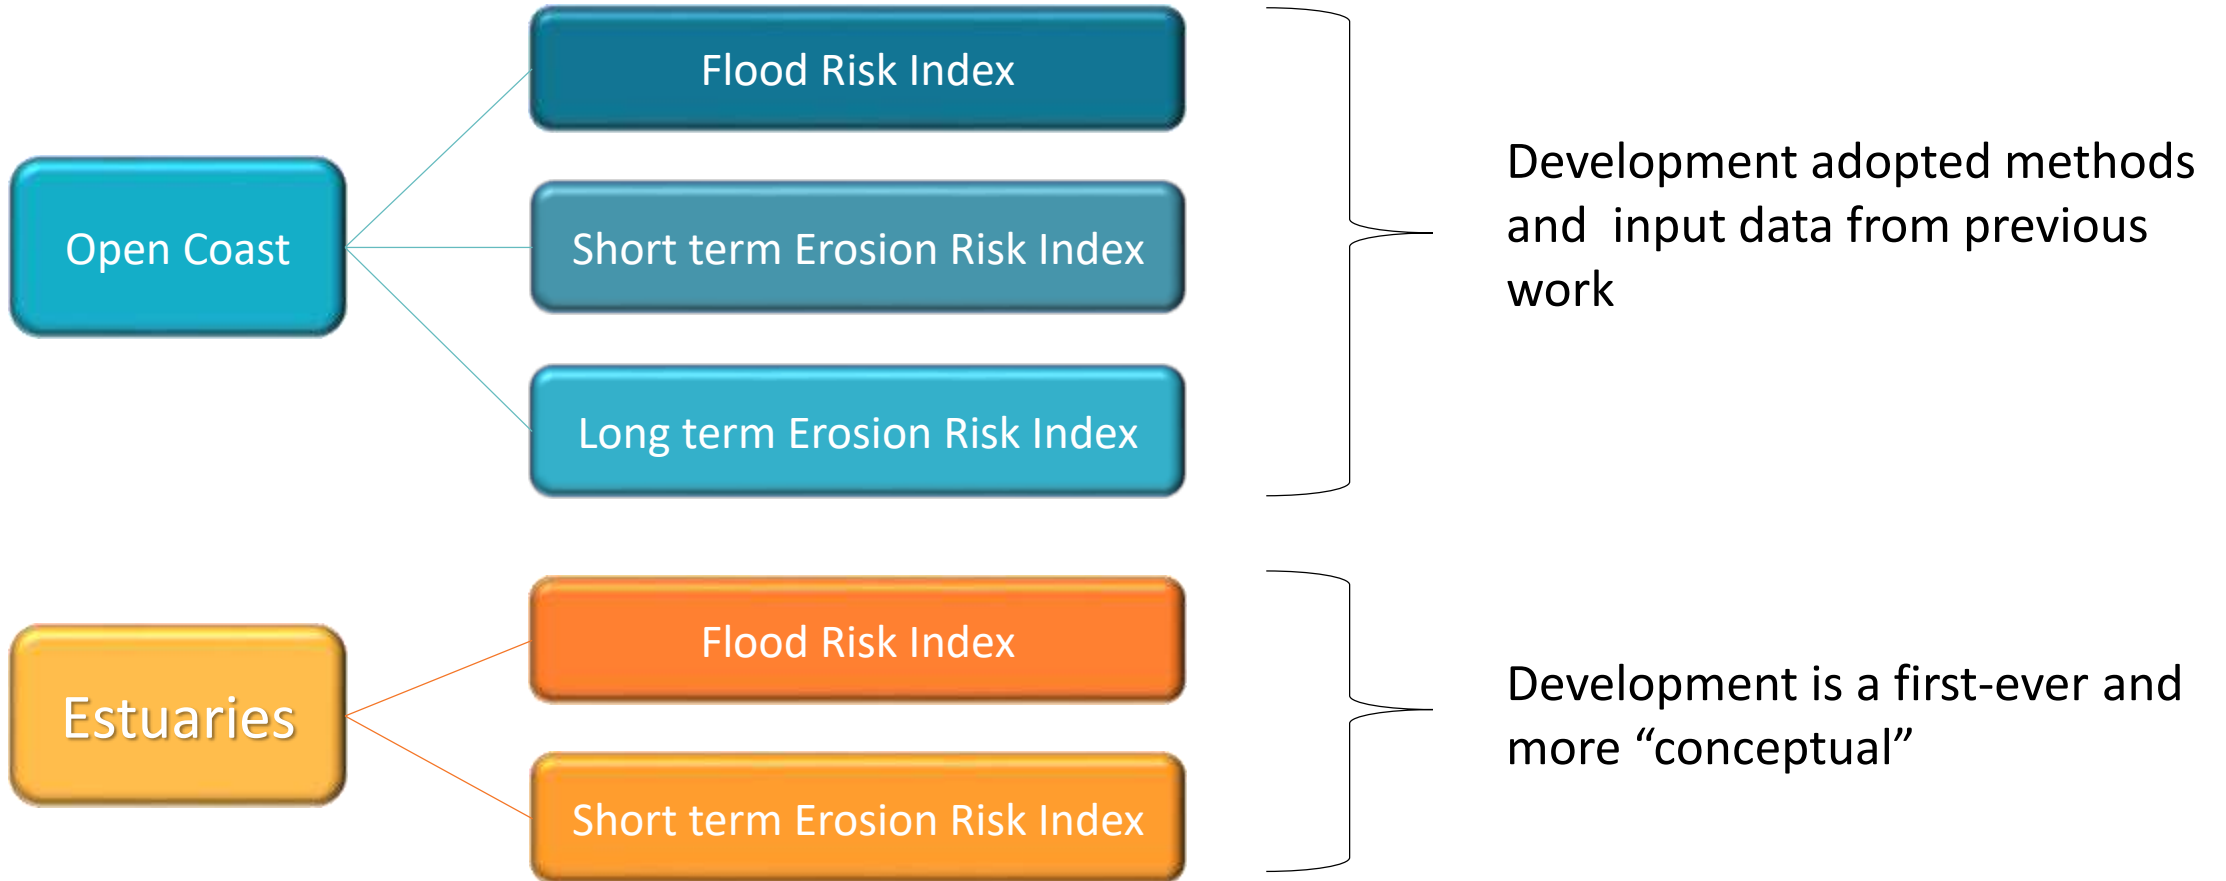 Open Coast
Flood Risk Index
Short term Erosion Risk Index
Long term Erosion Risk Index
Development adopted methods
and  input data from previous
work
Estuaries
Flood Risk Index
Short term Erosion Risk Index
Development is a first-ever and
more “conceptual”